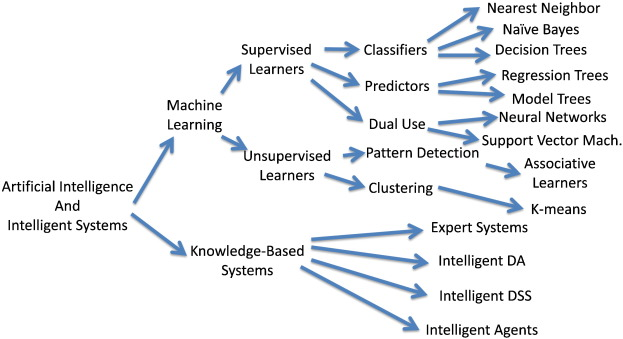 Nearest Neighbor
Naïve Bayes
Supervised
Learners
Classifiers
Decision Trees
Regression Trees
Predictors
Model Trees
Machine
Learning
Neural Networks
Dual Use
Support Vector Mach.
Unsupervised
Learners
Pattern Detection
Associative
Learners
Clustering
Artificial Intelligence
And
Intelligent Systems
K-means
Expert Systems
Knowledge-Based
Systems
Intelligent DA
Intelligent DSS
Intelligent Agents